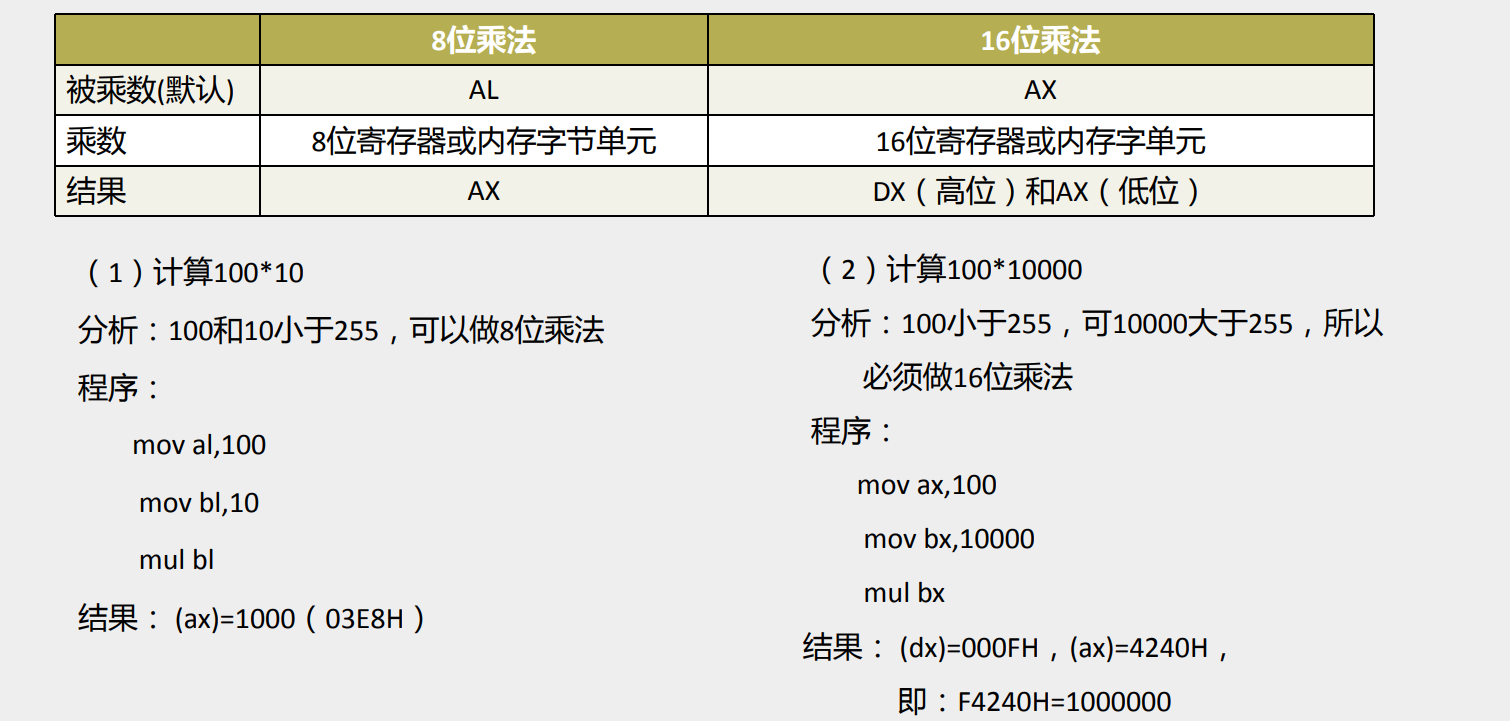 8位乘法 16位乘法
被乘数(默认) AL AX
乘数 8位寄存器或内存字节单元 16位寄存器或内存字单元
结果 AX DX（高位）和AX（低位）
（1）计算100*10
分析：100和10小于255，可以做8位乘法
程序：
mov al,100
mov bl,10
mul bl
结果： (ax)=1000（03E8H）
（2）计算100*10000
分析：100小于255，可10000大于255，所以
必须做16位乘法
程序：
mov ax,100
mov bx,10000
mul bx
结果： (dx)=000FH，(ax)=4240H，
即：F4240H=1000000